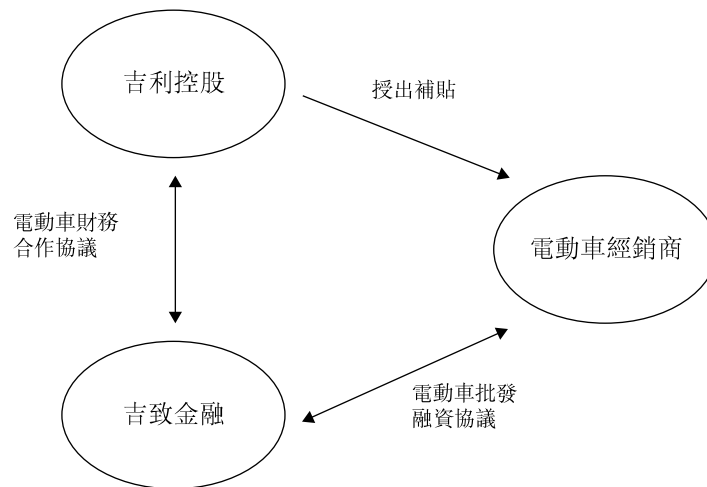 吉利控股
授出補貼
電動車財務
合作協議
電動車經銷商
吉致金融
電動車批發
融資協議